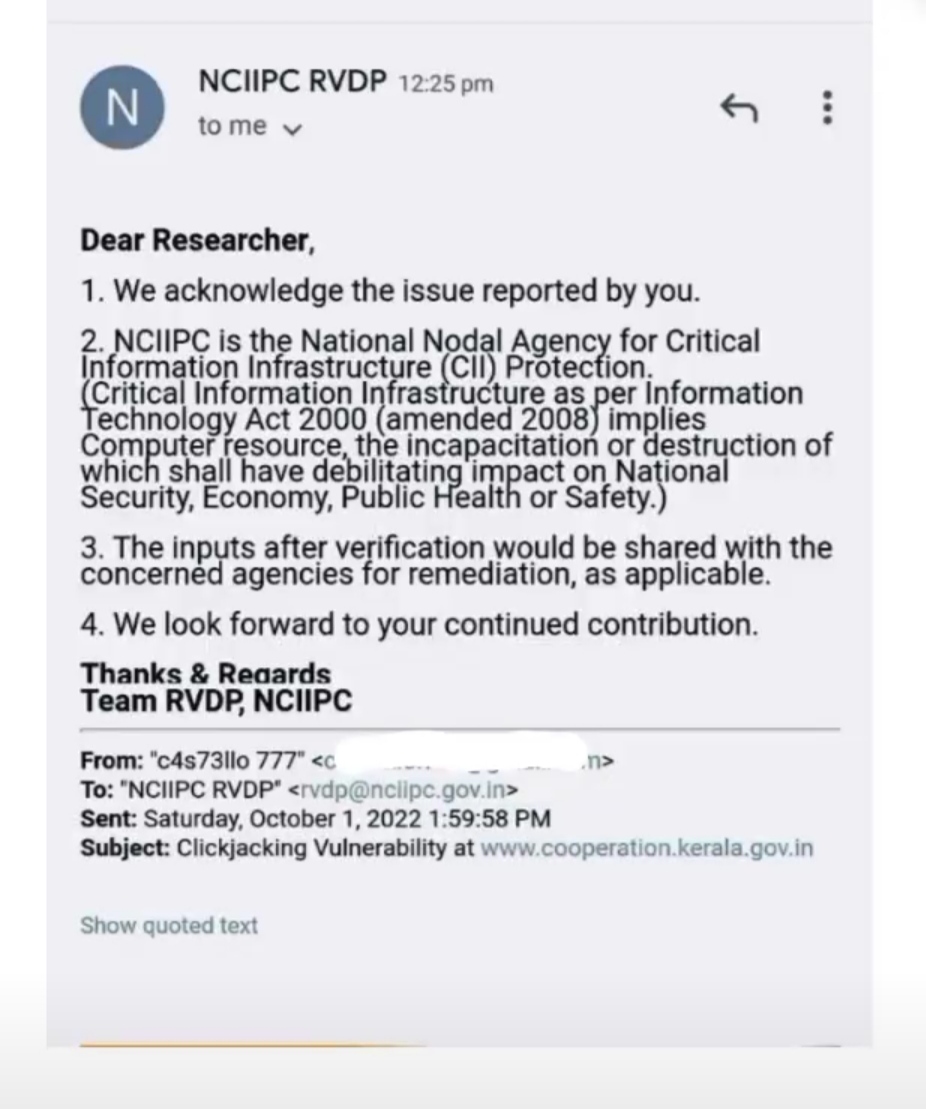 N
NCIIPC RVDP 12:25 pm
to me
Dear Researcher,
1. We acknowledge the issue reported by you.
2. NCIIPC is the National Nodal Agency for Critical
Information Infrastructure (CII) Protection.
(Critical Information Infrastructure as per Information
Technology Act 2000 (amended 2008) implies
Computer resource, the incapacitation or destruction of
which shall have debilitating impact on National
Security, Economy, Public Health or Safety.)
3. The inputs after verification would be shared with the
concerned agencies for remediation, as applicable.
4. We look forward to your continued contribution.
Thanks & Regards
Team RVDP, NCIIPC
From: "c4s73llo 777" <c n>
To: "NCIIPC RVDP" <rvdp@nciipc.gov.in>
Sent: Saturday, October 1, 2022 1:59:58 PM
Subject: Clickjacking Vulnerability at www.cooperation.kerala.gov.in
Show quoted text